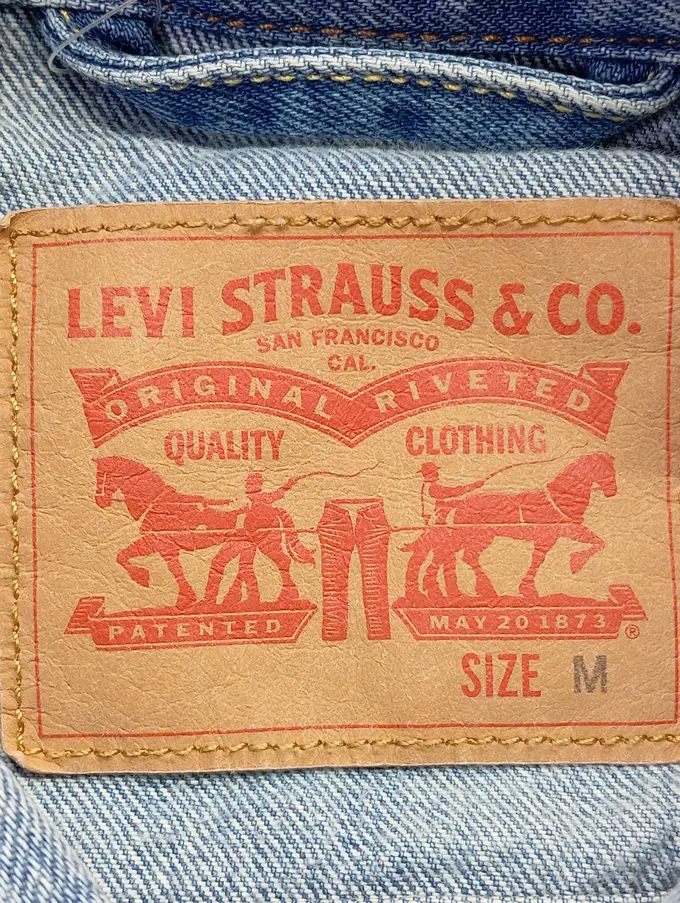 LEVI STRAUSS & CO.
SAN FRANCISCO
CAL.
ORIGINAL RIVETED
QUALITY CLOTHING
PATENTED MAY 20 1873 ®
SIZE M